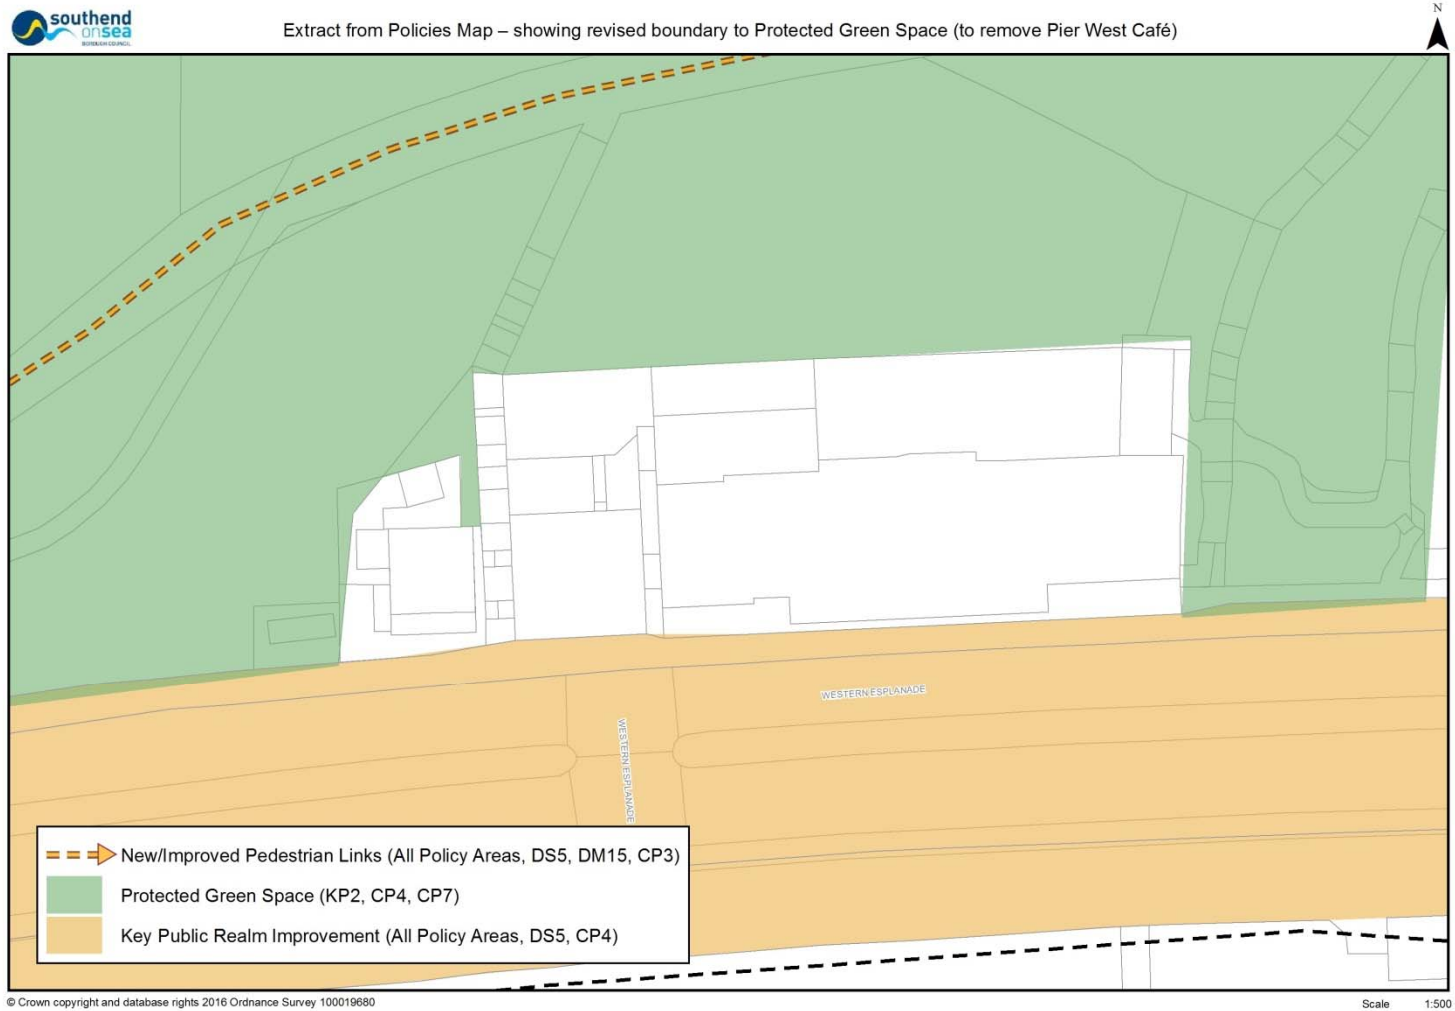 southend
onsea
BOROUGH COUNCIL
Extract from Policies Map – showing revised boundary to Protected Green Space (to remove Pier West Café)
N
WESTERN ESPLANADE
WESTERN ESPLANADE
New/Improved Pedestrian Links (All Policy Areas, DS5, DM15, CP3)
Protected Green Space (KP2, CP4, CP7)
Key Public Realm Improvement (All Policy Areas, DS5, CP4)
© Crown copyright and database rights 2016 Ordnance Survey 100019680
Scale 1:500